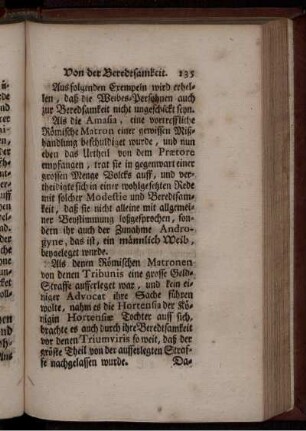 Von der Beredtsamkeit. 135
Aus folgenden Exempeln wird erhel-
len, daß die Weibes-Persohnen auch
zur Beredsamkeit nicht ungeschickt seyn.
Als die Amasia, eine vortreffliche
Römische Matron einer gewissen Mis-
handlung beschuldiget wurde, und nun
eben das Urtheil von dem Prætore
empfangen, trat sie in gegenwart einer
grossen Menge Volcks auff, und ver-
theidigte sich in einer wohlgesetzten Rede
mit solcher Modestie und Beredtsam-
keit, daß sie nicht alleine mit allgemei-
ner Beystimmung loßgesprochen, son-
dern ihr auch der Zunahme Andro-
gyne, das ist, ein männlich Weib,
beygeleget wurde.
Als denen Römischen Matronen
von denen Tribunis eine grosse Geld-
Straffe aufferleget war, und kein ei-
niger Advocat ihre Sache führen
wolte, nahm es die Hortensia der Kö-
nigin Hortensiæ Tochter auff sich,
brachte es auch durch ihre Beredtsamkeit
vor denen Triumviris so weit, daß der
gröste Theil von der aufferlegten Straf-
fe nachgelassen wurde.
Da-